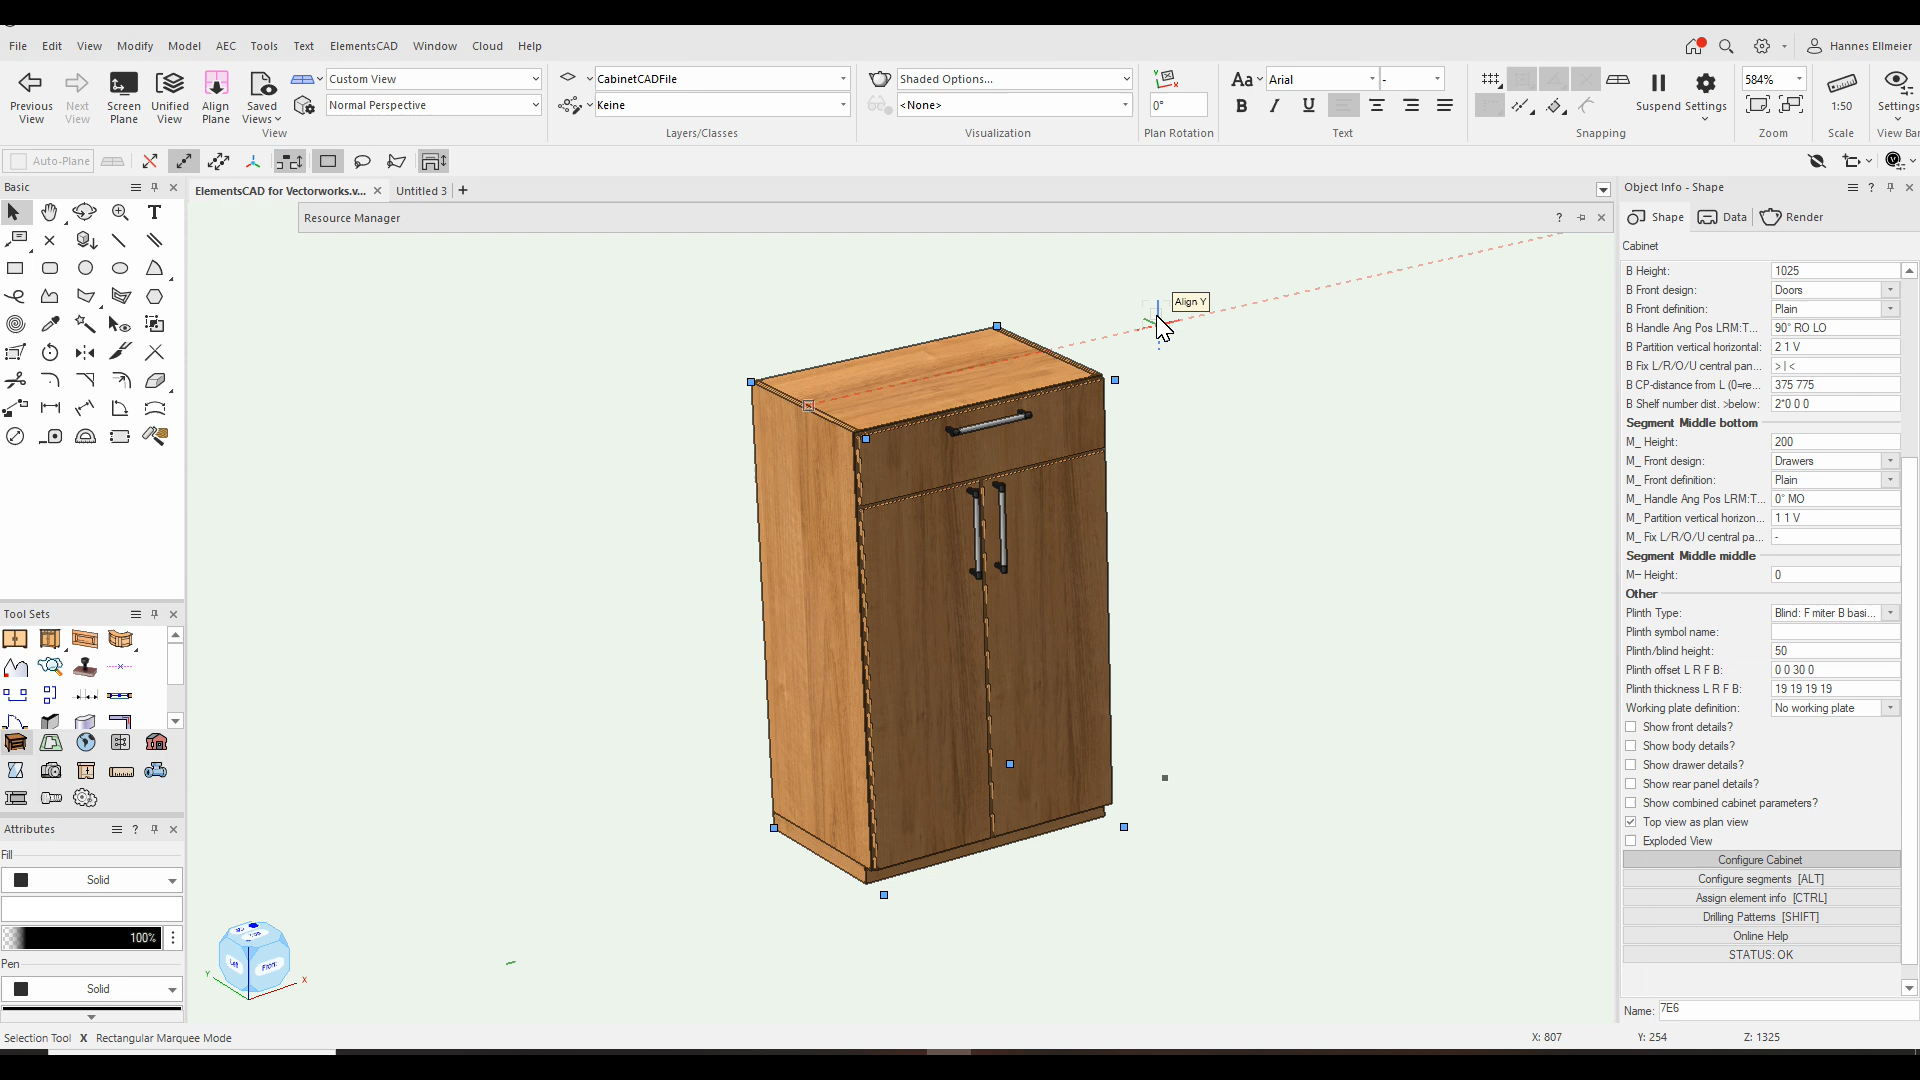 File Edit View Modify Model AEC Tools Text ElementsCAD Window Cloud Help
Hannes Ellmeier
Custom View
Normal Perspective
Previous View
Next View
Screen Plane
Unified View
Align Plane
Saved Views
View
CabinetCADFile
Keine
Layers/Classes
Shaded Options...
<None>
Visualization
0°
Plan Rotation
Aa
Arial
-
B I U
Text
Suspend
Settings
Snapping
584%
Zoom
1:50
Scale
Settings
View Bar
Auto-Plane
Basic
ElementsCAD for Vectorworks.v...
Untitled 3
Resource Manager
Align Y
Tool Sets
Attributes
Fill
Solid
100%
Pen
Solid
Left
Front
Y
X
Object Info - Shape
Shape
Data
Render
Cabinet
B Height: 1025
B Front design: Doors
B Front definition: Plain
B Handle Ang Pos LRM:T... 90° RO LO
B Partition vertical horizontal: 2 1 V
B Fix L/R/O/U central pan... > | <
B CP-distance from L (0=re... 375 775
B Shelf number dist. >below: 2*0 0 0
Segment Middle bottom
M_ Height: 200
M_ Front design: Drawers
M_ Front definition: Plain
M_ Handle Ang Pos LRM:T... 0° MO
M_ Partition vertical horizon... 1 1 V
M_ Fix L/R/O/U central pa... -
Segment Middle middle
M– Height: 0
Other
Plinth Type: Blind: F miter B basi...
Plinth symbol name:
Plinth/blind height: 50
Plinth offset L R F B: 0 0 30 0
Plinth thickness L R F B: 19 19 19 19
Working plate definition: No working plate
Show front details?
Show body details?
Show drawer details?
Show rear panel details?
Show combined cabinet parameters?
Top view as plan view
Exploded View
Configure Cabinet
Configure segments [ALT]
Assign element info [CTRL]
Drilling Patterns [SHIFT]
Online Help
STATUS: OK
Name: 7E6
Selection Tool X Rectangular Marquee Mode
X: 807
Y: 254
Z: 1325